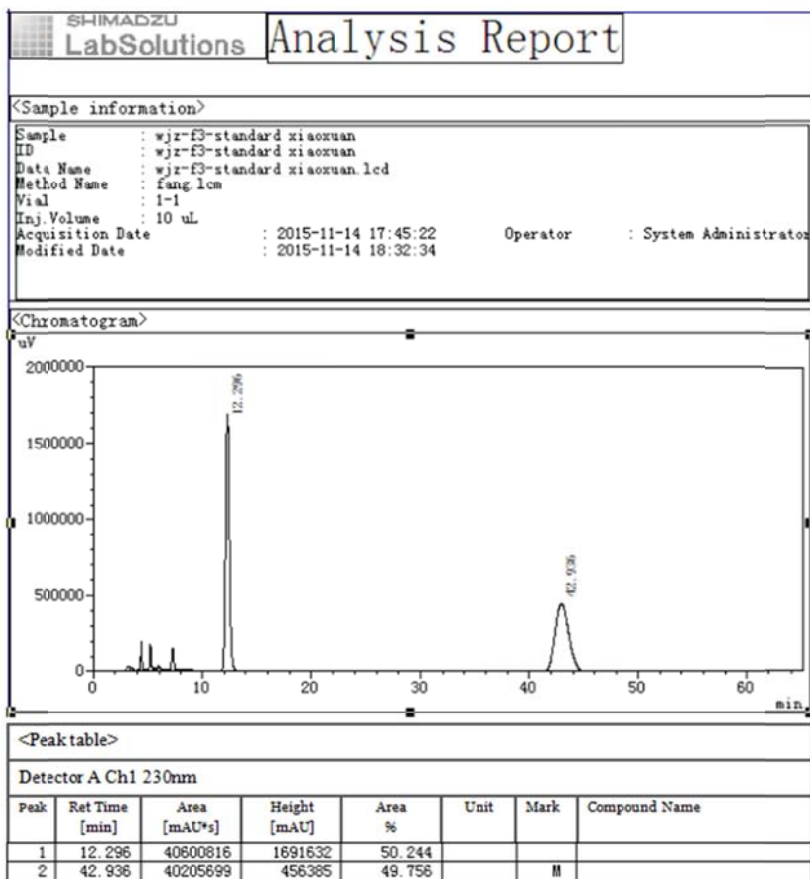 SHIMADZU
LabSolutions Analysis Report
<Sample information>
Sample : wjz-f3-standard xiaoxuan
ID : wjz-f3-standard xiaoxuan
Data Name : wjz-f3-standard xiaoxuan.lcd
Method Name : fang.lcm
Vial : 1-1
Inj.Volume : 10 uL
Acquisition Date : 2015-11-14 17:45:22 Operator : System Administrator
Modified Date : 2015-11-14 18:32:34
<Chromatogram>
uV
2000000
12.296
1500000
1000000
42.936
500000
0
0 10 20 30 40 50 60
min
<Peak table>
Detector A Ch1 230nm
Peak Ret Time Area Height Area Unit Mark Compound Name
[min] [mAU*s] [mAU] %
1 12.296 40600816 1691632 50.244
2 42.936 40205699 456385 49.756 M